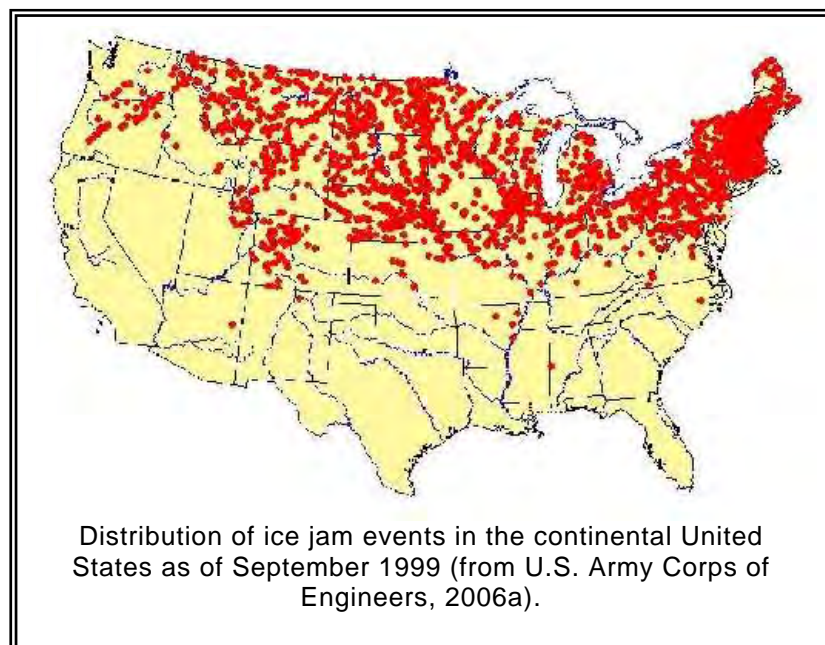 Distribution of ice jam events in the continental United
States as of September 1999 (from U.S. Army Corps of
Engineers, 2006a).